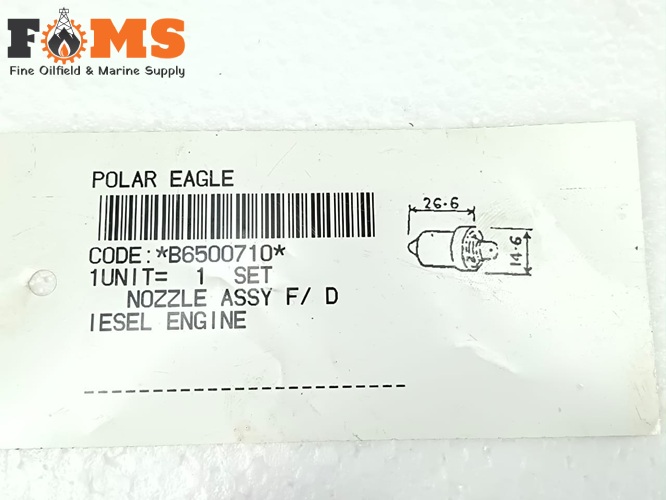 FOMS
Fine Oilfield & Marine Supply
POLAR EAGLE
CODE:*B6500710*
1UNIT= 1 SET
NOZZLE ASSY F/ D
IESEL ENGINE
26.6
14.6